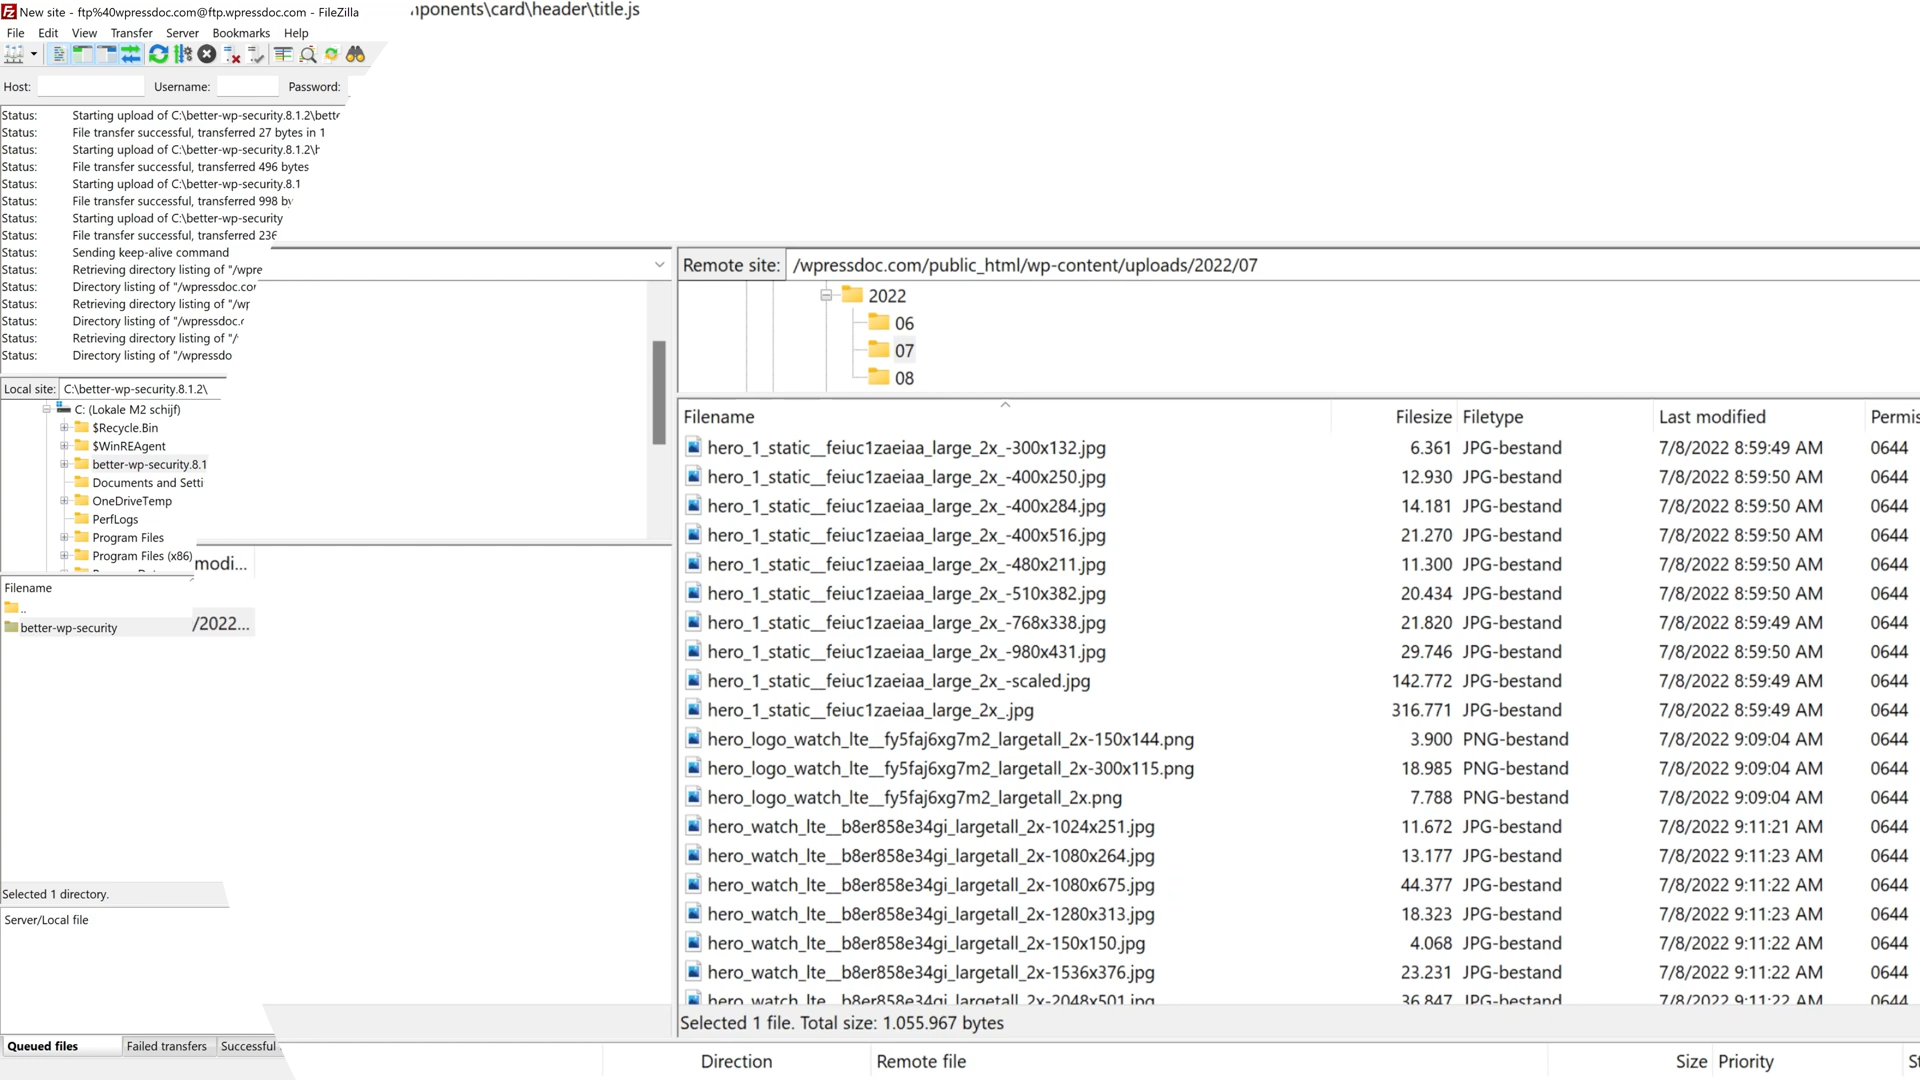 New site - ftp%40wpressdoc.com@ftp.wpressdoc.com - FileZilla
\card\header\title.js
File Edit View Transfer Server Bookmarks Help
Host: Username: Password:
Status: Starting upload of C:\better-wp-security.8.1.2\bette
Status: File transfer successful, transferred 27 bytes in 1
Status: Starting upload of C:\better-wp-security.8.1.2\
Status: File transfer successful, transferred 496 bytes
Status: Starting upload of C:\better-wp-security.8.1
Status: File transfer successful, transferred 998 by
Status: Starting upload of C:\better-wp-security
Status: File transfer successful, transferred 236
Status: Sending keep-alive command
Status: Retrieving directory listing of "/wpre
Status: Directory listing of "/wpressdoc.co
Status: Retrieving directory listing of "/wp
Status: Directory listing of "/wpressdoc.
Status: Retrieving directory listing of "/
Status: Directory listing of "/wpressdo
Local site: C:\better-wp-security.8.1.2\
C: (Lokale M2 schijf)
$Recycle.Bin
$WinREAgent
better-wp-security.8.1
Documents and Setti
OneDriveTemp
PerfLogs
Program Files
Program Files (x86)
modi...
Filename
..
better-wp-security /2022...
Selected 1 directory.
Server/Local file
Queued files Failed transfers Successful
Remote site: /wpressdoc.com/public_html/wp-content/uploads/2022/07
2022
06
07
08
Filename Filesize Filetype Last modified Permis
hero_1_static__feiuc1zaeiaa_large_2x_-300x132.jpg 6.361 JPG-bestand 7/8/2022 8:59:49 AM 0644
hero_1_static__feiuc1zaeiaa_large_2x_-400x250.jpg 12.930 JPG-bestand 7/8/2022 8:59:50 AM 0644
hero_1_static__feiuc1zaeiaa_large_2x_-400x284.jpg 14.181 JPG-bestand 7/8/2022 8:59:50 AM 0644
hero_1_static__feiuc1zaeiaa_large_2x_-400x516.jpg 21.270 JPG-bestand 7/8/2022 8:59:50 AM 0644
hero_1_static__feiuc1zaeiaa_large_2x_-480x211.jpg 11.300 JPG-bestand 7/8/2022 8:59:50 AM 0644
hero_1_static__feiuc1zaeiaa_large_2x_-510x382.jpg 20.434 JPG-bestand 7/8/2022 8:59:50 AM 0644
hero_1_static__feiuc1zaeiaa_large_2x_-768x338.jpg 21.820 JPG-bestand 7/8/2022 8:59:49 AM 0644
hero_1_static__feiuc1zaeiaa_large_2x_-980x431.jpg 29.746 JPG-bestand 7/8/2022 8:59:50 AM 0644
hero_1_static__feiuc1zaeiaa_large_2x_-scaled.jpg 142.772 JPG-bestand 7/8/2022 8:59:49 AM 0644
hero_1_static__feiuc1zaeiaa_large_2x_.jpg 316.771 JPG-bestand 7/8/2022 8:59:49 AM 0644
hero_logo_watch_lte__fy5faj6xg7m2_largetall_2x-150x144.png 3.900 PNG-bestand 7/8/2022 9:09:04 AM 0644
hero_logo_watch_lte__fy5faj6xg7m2_largetall_2x-300x115.png 18.985 PNG-bestand 7/8/2022 9:09:04 AM 0644
hero_logo_watch_lte__fy5faj6xg7m2_largetall_2x.png 7.788 PNG-bestand 7/8/2022 9:09:04 AM 0644
hero_watch_lte__b8er858e34gi_largetall_2x-1024x251.jpg 11.672 JPG-bestand 7/8/2022 9:11:21 AM 0644
hero_watch_lte__b8er858e34gi_largetall_2x-1080x264.jpg 13.177 JPG-bestand 7/8/2022 9:11:23 AM 0644
hero_watch_lte__b8er858e34gi_largetall_2x-1080x675.jpg 44.377 JPG-bestand 7/8/2022 9:11:22 AM 0644
hero_watch_lte__b8er858e34gi_largetall_2x-1280x313.jpg 18.323 JPG-bestand 7/8/2022 9:11:23 AM 0644
hero_watch_lte__b8er858e34gi_largetall_2x-150x150.jpg 4.068 JPG-bestand 7/8/2022 9:11:22 AM 0644
hero_watch_lte__b8er858e34gi_largetall_2x-1536x376.jpg 23.231 JPG-bestand 7/8/2022 9:11:22 AM 0644
hero_watch_lte__b8er858e34gi_largetall_2x-2048x501.jpg 36.847 JPG-bestand 7/8/2022 9:11:22 AM 0644
Selected 1 file. Total size: 1.055.967 bytes
Direction Remote file Size Priority St